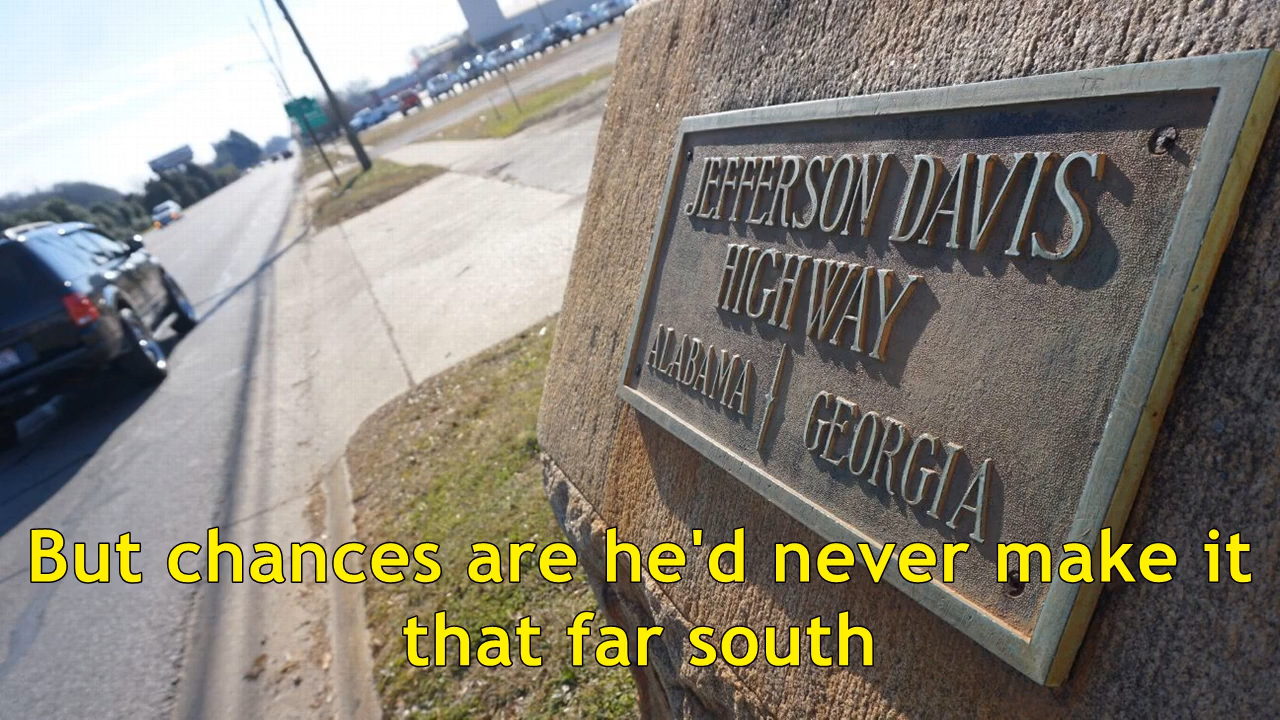 JEFFERSON DAVIS
HIGHWAY
ALABAMA GEORGIA
But chances are he'd never make it
that far south